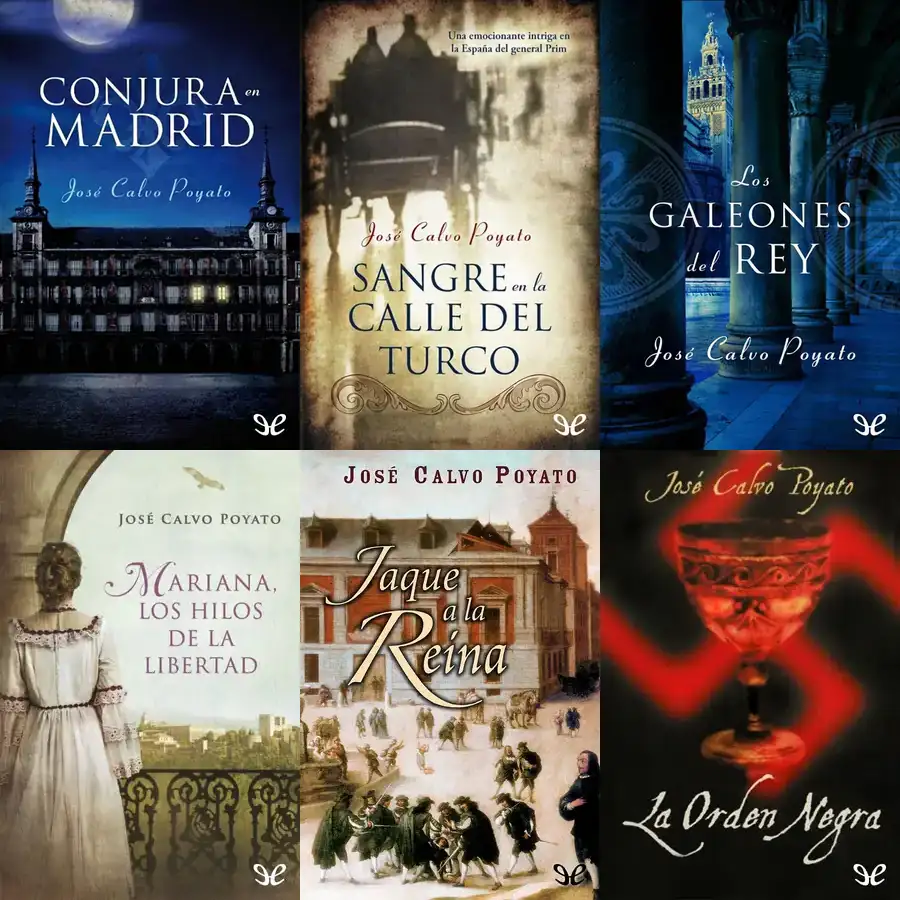 CONJURA en
MADRID
José Calvo Poyato
Una emocionante intriga en
la España del general Prim
José Calvo Poyato
SANGRE en la
CALLE DEL
TURCO
Los
GALEONES
del REY
José Calvo Poyato
JOSÉ CALVO POYATO
MARIANA,
LOS HILOS
DE LA
LIBERTAD
JOSÉ CALVO POYATO
Jaque
a la
Reina
José Calvo Poyato
La Orden Negra